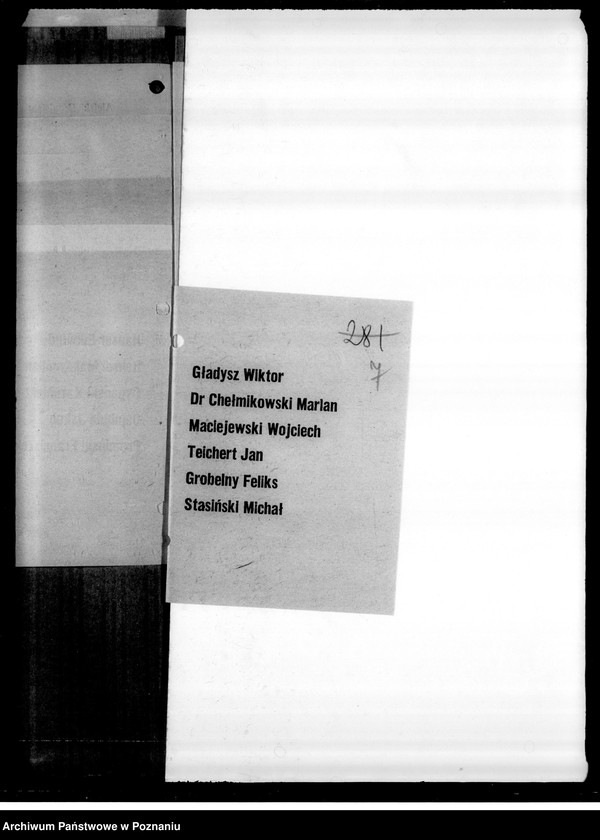 281
7
Gładysz Wiktor
Dr Chełmikowski Marian
Maciejewski Wojciech
Teichert Jan
Grobelny Feliks
Stasiński Michał
Archiwum Państwowe w Poznaniu